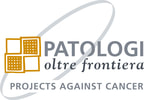 PATOLOGI
oltre frontiera
PROJECTS AGAINST CANCER